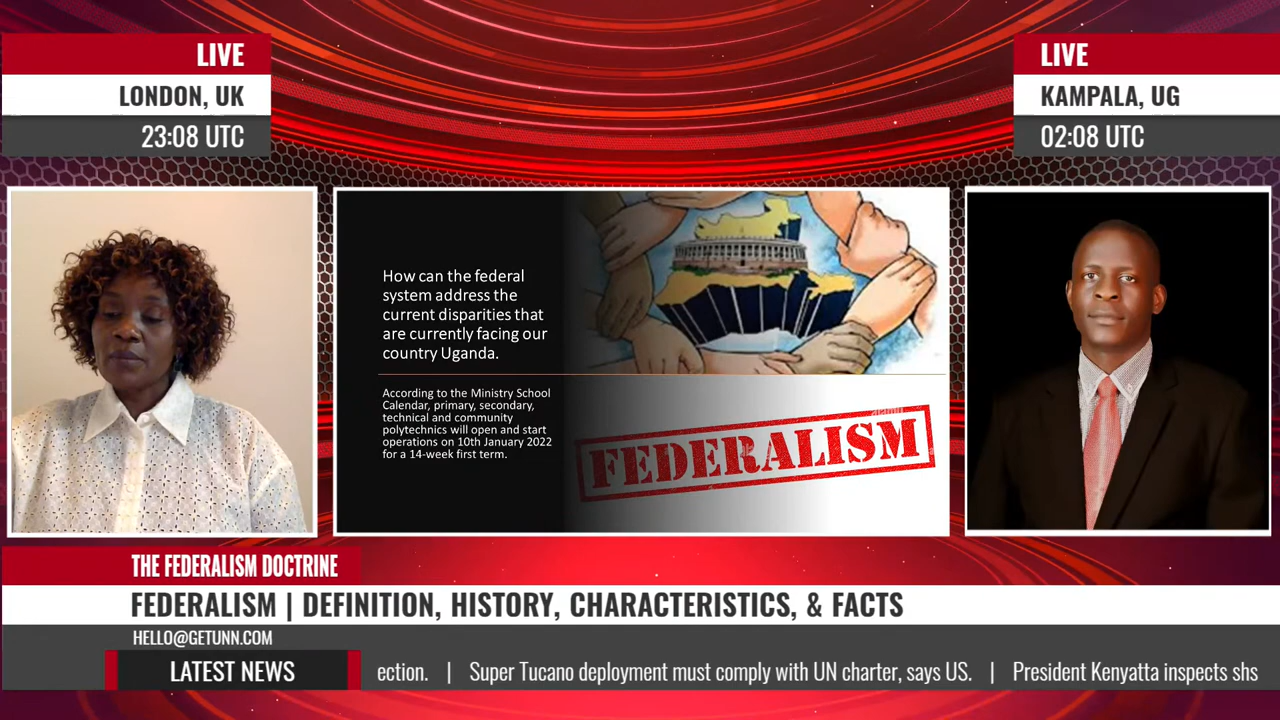 LIVE
LONDON, UK
23:08 UTC
LIVE
KAMPALA, UG
02:08 UTC
How can the federal
system address the
current disparities that
are currently facing our
country Uganda.
According to the Ministry School
Calendar, primary, secondary,
technical and community
polytechnics will open and start
operations on 10th January 2022
for a 14-week first term.
FEDERALISM
THE FEDERALISM DOCTRINE
FEDERALISM | DEFINITION, HISTORY, CHARACTERISTICS, & FACTS
HELLO@GETUNN.COM
LATEST NEWS
ection. | Super Tucano deployment must comply with UN charter, says US. | President Kenyatta inspects shs